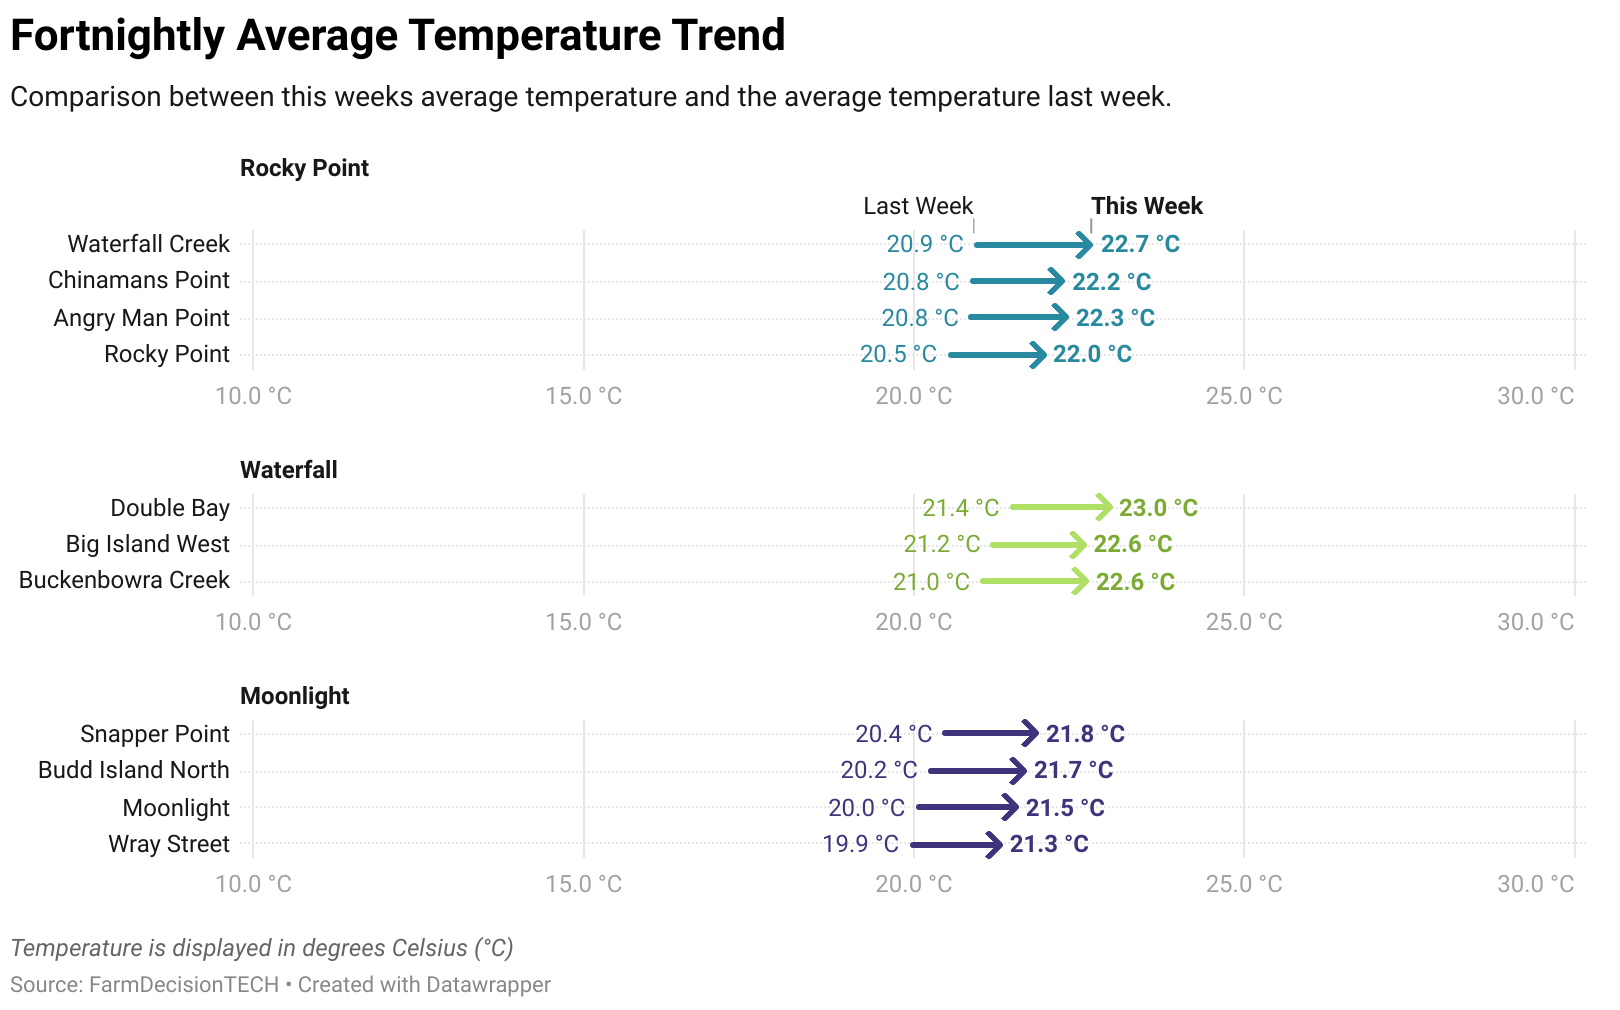 Fortnightly Average Temperature Trend
Comparison between this weeks average temperature and the average temperature last week.
Rocky Point
Last Week This Week
Waterfall Creek 20.9 °C 22.7 °C
Chinamans Point 20.8 °C 22.2 °C
Angry Man Point 20.8 °C 22.3 °C
Rocky Point 20.5 °C 22.0 °C
10.0 °C 15.0 °C 20.0 °C 25.0 °C 30.0 °C
Waterfall
Double Bay 21.4 °C 23.0 °C
Big Island West 21.2 °C 22.6 °C
Buckenbowra Creek 21.0 °C 22.6 °C
10.0 °C 15.0 °C 20.0 °C 25.0 °C 30.0 °C
Moonlight
Snapper Point 20.4 °C 21.8 °C
Budd Island North 20.2 °C 21.7 °C
Moonlight 20.0 °C 21.5 °C
Wray Street 19.9 °C 21.3 °C
10.0 °C 15.0 °C 20.0 °C 25.0 °C 30.0 °C
Temperature is displayed in degrees Celsius (°C)
Source: FarmDecisionTECH • Created with Datawrapper